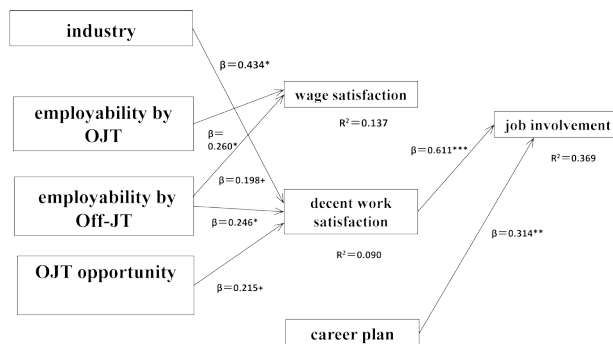 industry
β=0.434*
wage satisfaction
employability by
OJT
R²=0.137
β=
0.260*
job involvement
β=0.611***
R²=0.369
β=0.198+
employability by
Off-JT
decent work
satisfaction
β=0.246*
β=0.314**
R²=0.090
OJT opportunity
β=0.215+
career plan